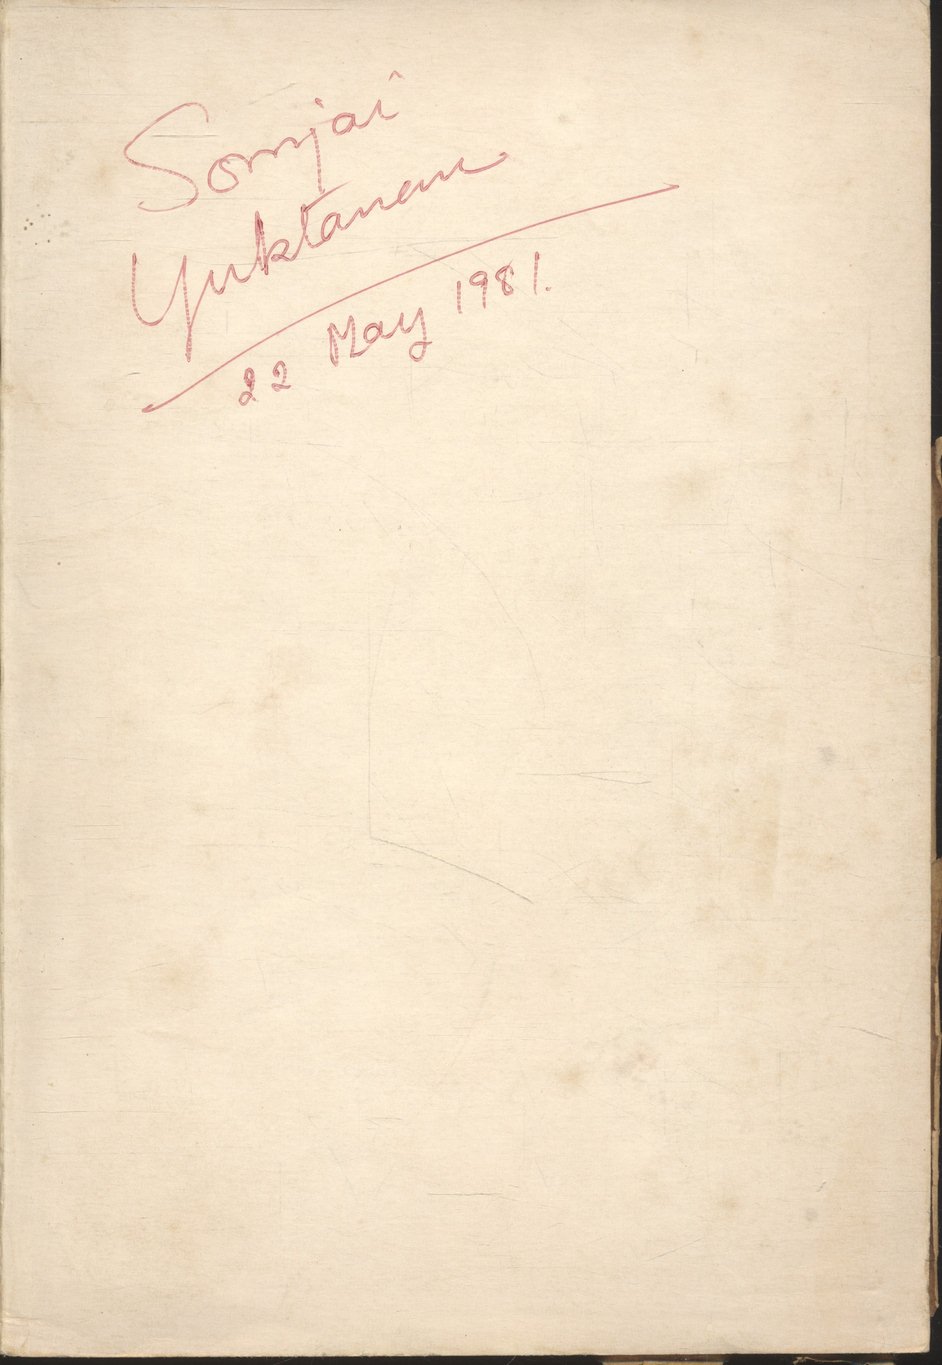 Somjai
Yuktanem
22 May 1981.